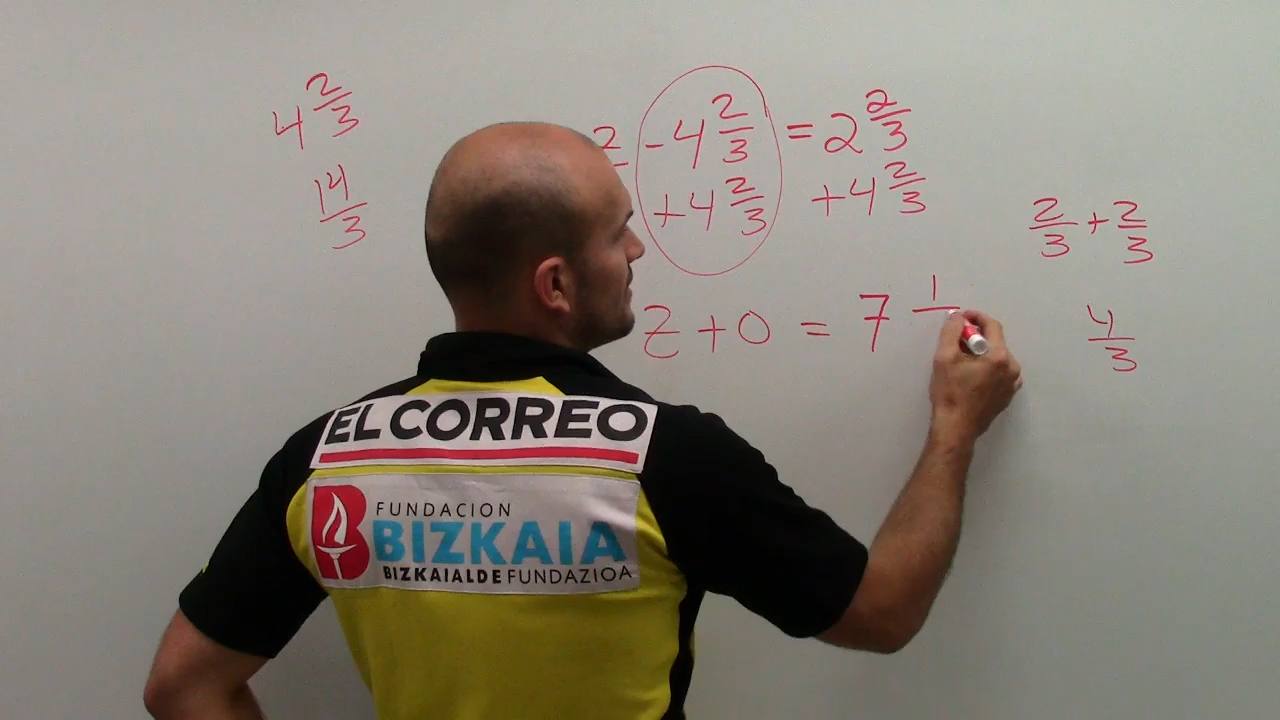 4 2/3
14/3
z - 4 2/3 = 2 2/3
+4 2/3 +4 2/3
2/3 + 2/3
z + 0 = 7 1/
4/3
EL CORREO
FUNDACION
BIZKAIA
BIZKAIALDE FUNDAZIOA